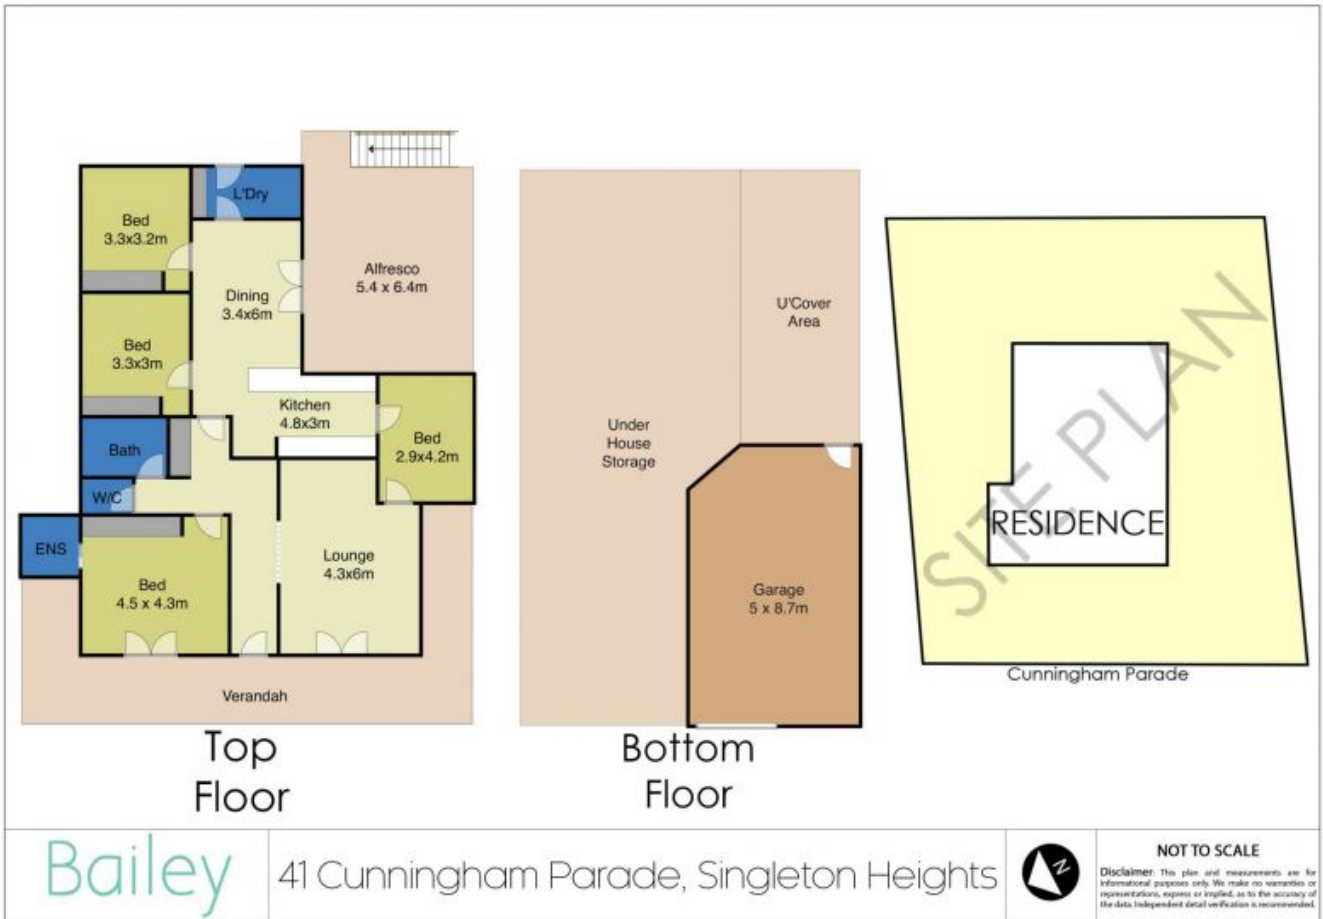 L'Dry
Bed
3.3x3.2m
Alfresco
5.4 x 6.4m
Dining
3.4x6m
Bed
3.3x3m
Kitchen
4.8x3m
Bath
Bed
2.9x4.2m
W/C
ENS
Lounge
4.3x6m
Bed
4.5 x 4.3m
Verandah
Top
Floor
U'Cover
Area
Under
House
Storage
Garage
5 x 8.7m
Bottom
Floor
SITE PLAN
RESIDENCE
Cunningham Parade
Bailey
41 Cunningham Parade, Singleton Heights
N
NOT TO SCALE
Disclaimer: This plan and measurements are for
informational purposes only. We make no warranties or
representations, express or implied, as to the accuracy of
the data. Independent detail verification is recommended.